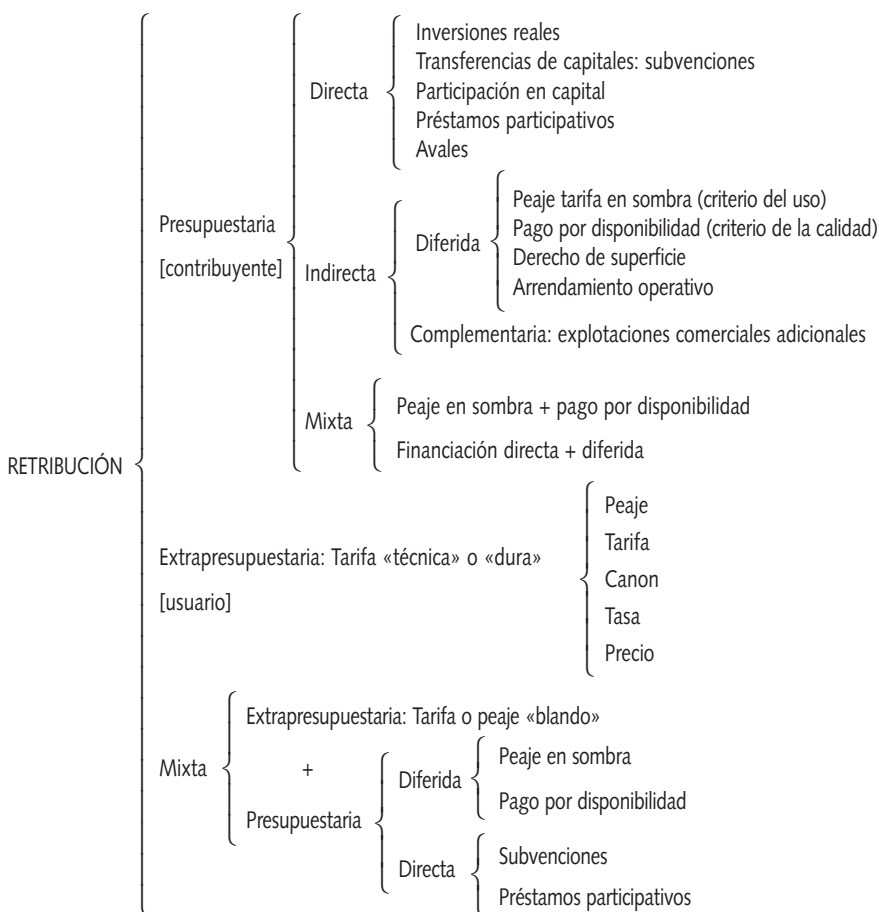 RETRIBUCIÓN
Presupuestaria
[contribuyente]
Directa
Inversiones reales
Transferencias de capitales: subvenciones
Participación en capital
Préstamos participativos
Avales
Indirecta
Diferida
Peaje tarifa en sombra (criterio del uso)
Pago por disponibilidad (criterio de la calidad)
Derecho de superficie
Arrendamiento operativo
Complementaria: explotaciones comerciales adicionales
Mixta
Peaje en sombra + pago por disponibilidad
Financiación directa + diferida
Extrapresupuestaria: Tarifa «técnica» o «dura»
[usuario]
Peaje
Tarifa
Canon
Tasa
Precio
Mixta
Extrapresupuestaria: Tarifa o peaje «blando»
+
Presupuestaria
Diferida
Peaje en sombra
Pago por disponibilidad
Directa
Subvenciones
Préstamos participativos